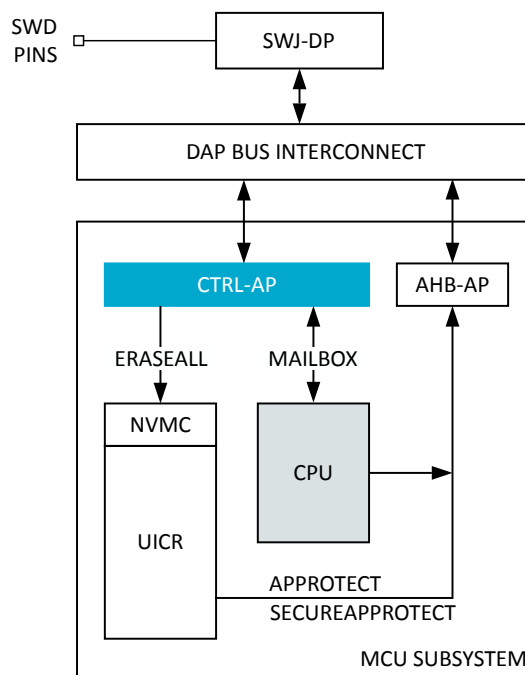 SWD
PINS
SWJ-DP
DAP BUS INTERCONNECT
CTRL-AP
AHB-AP
ERASEALL
MAILBOX
NVMC
CPU
UICR
APPROTECT
SECUREAPPROTECT
MCU SUBSYSTEM